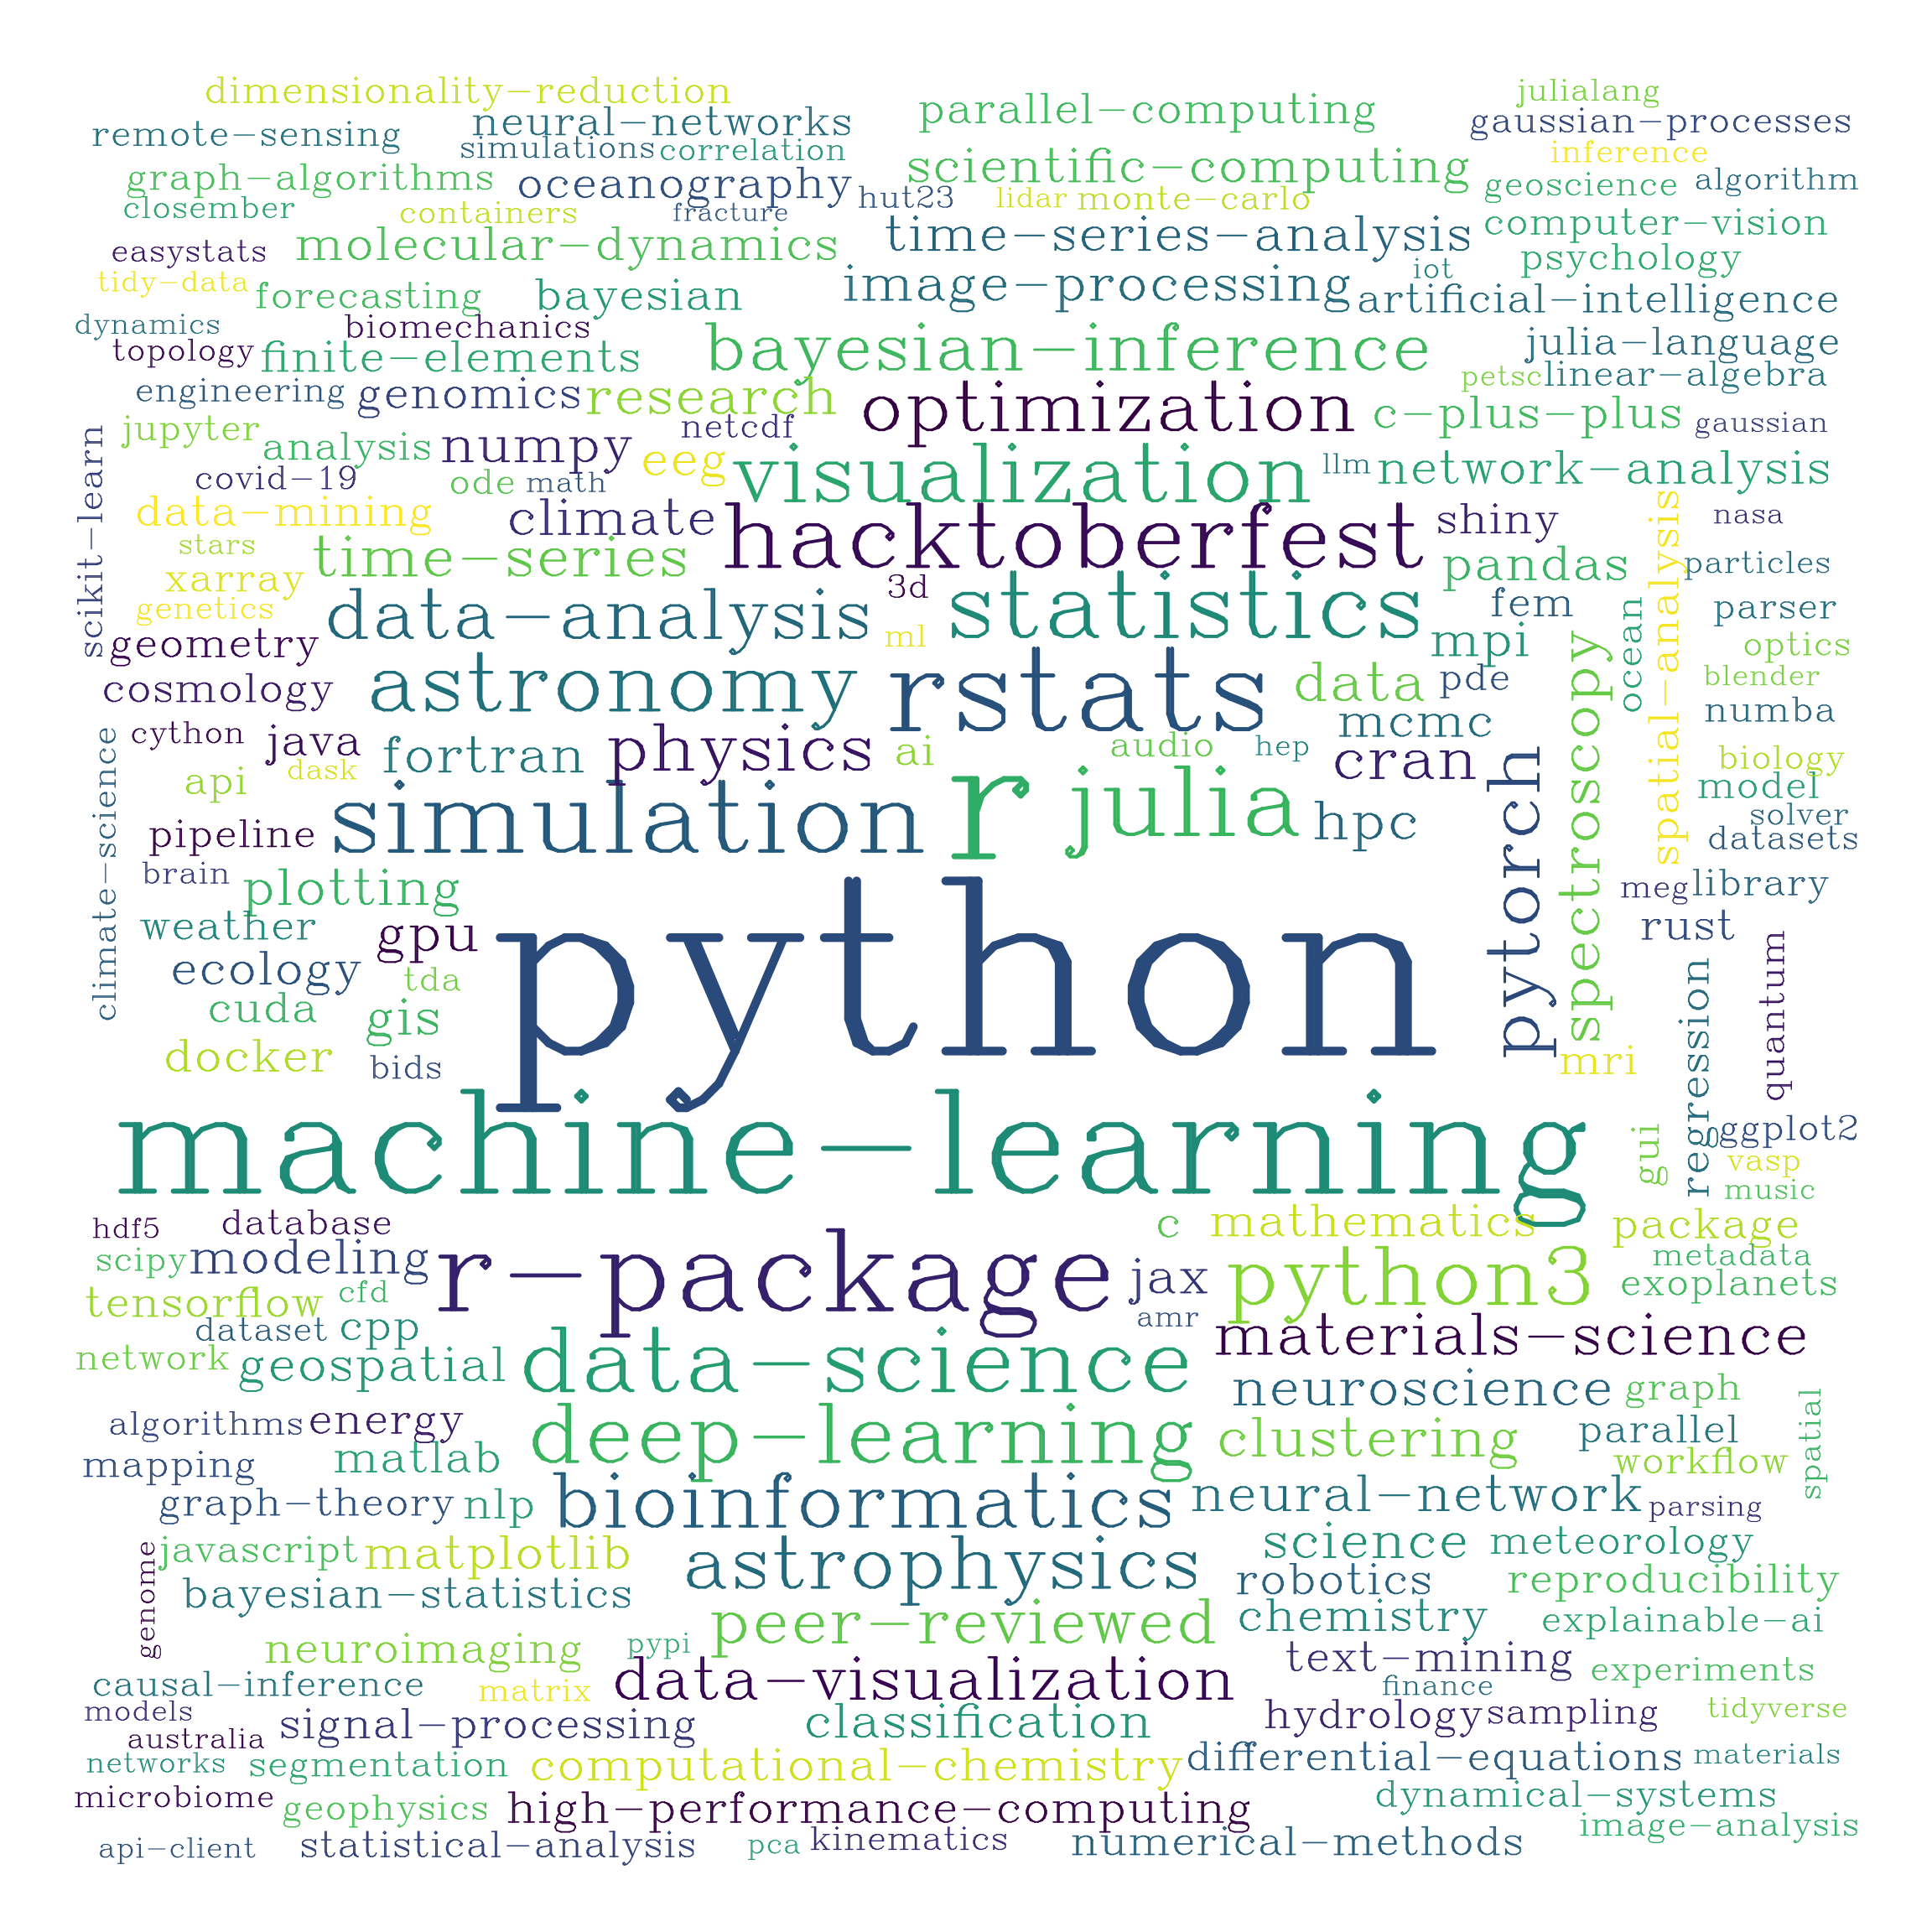 dimensionality-reduction
parallel-computing
julialang
remote-sensing
neural-networks
gaussian-processes
simulations
correlation
inference
graph-algorithms
oceanography
scientific-computing
geoscience
algorithm
closember
containers
fracture
hut23
lidar
monte-carlo
computer-vision
easystats
molecular-dynamics
time-series-analysis
psychology
tidy-data
forecasting
bayesian
image-processing
iot
artificial-intelligence
dynamics
biomechanics
topology
finite-elements
bayesian-inference
julia-language
engineering
genomics
research
optimization
petsc
linear-algebra
jupyter
analysis
numpy
netcdf
c-plus-plus
gaussian
scikit-learn
covid-19
ode
math
eeg
visualization
llm
network-analysis
data-mining
climate
hacktoberfest
shiny
spatial-analysis
nasa
stars
time-series
pandas
particles
xarray
genetics
data-analysis
3d
statistics
fem
ocean
parser
geometry
ml
mpi
optics
cosmology
astronomy
rstats
data
pde
spectroscopy
blender
numba
climate-science
cython
java
fortran
physics
ai
audio
hep
mcmc
cran
biology
dask
api
simulation
r
julia
hpc
pytorch
model
solver
pipeline
datasets
brain
plotting
meg
library
weather
gpu
python
rust
quantum
ecology
tda
regression
cuda
gis
docker
bids
mri
machine-learning
gui
ggplot2
vasp
music
hdf5
database
c
mathematics
package
scipy
modeling
r-package
jax
python3
metadata
exoplanets
tensorflow
cfd
amr
dataset
cpp
materials-science
network
geospatial
data-science
neuroscience
graph
spatial
algorithms
energy
deep-learning
clustering
parallel
mapping
matlab
workflow
graph-theory
nlp
bioinformatics
neural-network
parsing
genome
javascript
matplotlib
astrophysics
science
meteorology
bayesian-statistics
robotics
reproducibility
peer-reviewed
chemistry
explainable-ai
neuroimaging
pypi
text-mining
experiments
causal-inference
matrix
data-visualization
finance
models
signal-processing
classification
hydrology
sampling
tidyverse
australia
networks
segmentation
computational-chemistry
differential-equations
materials
microbiome
geophysics
high-performance-computing
dynamical-systems
api-client
statistical-analysis
pca
kinematics
numerical-methods
image-analysis